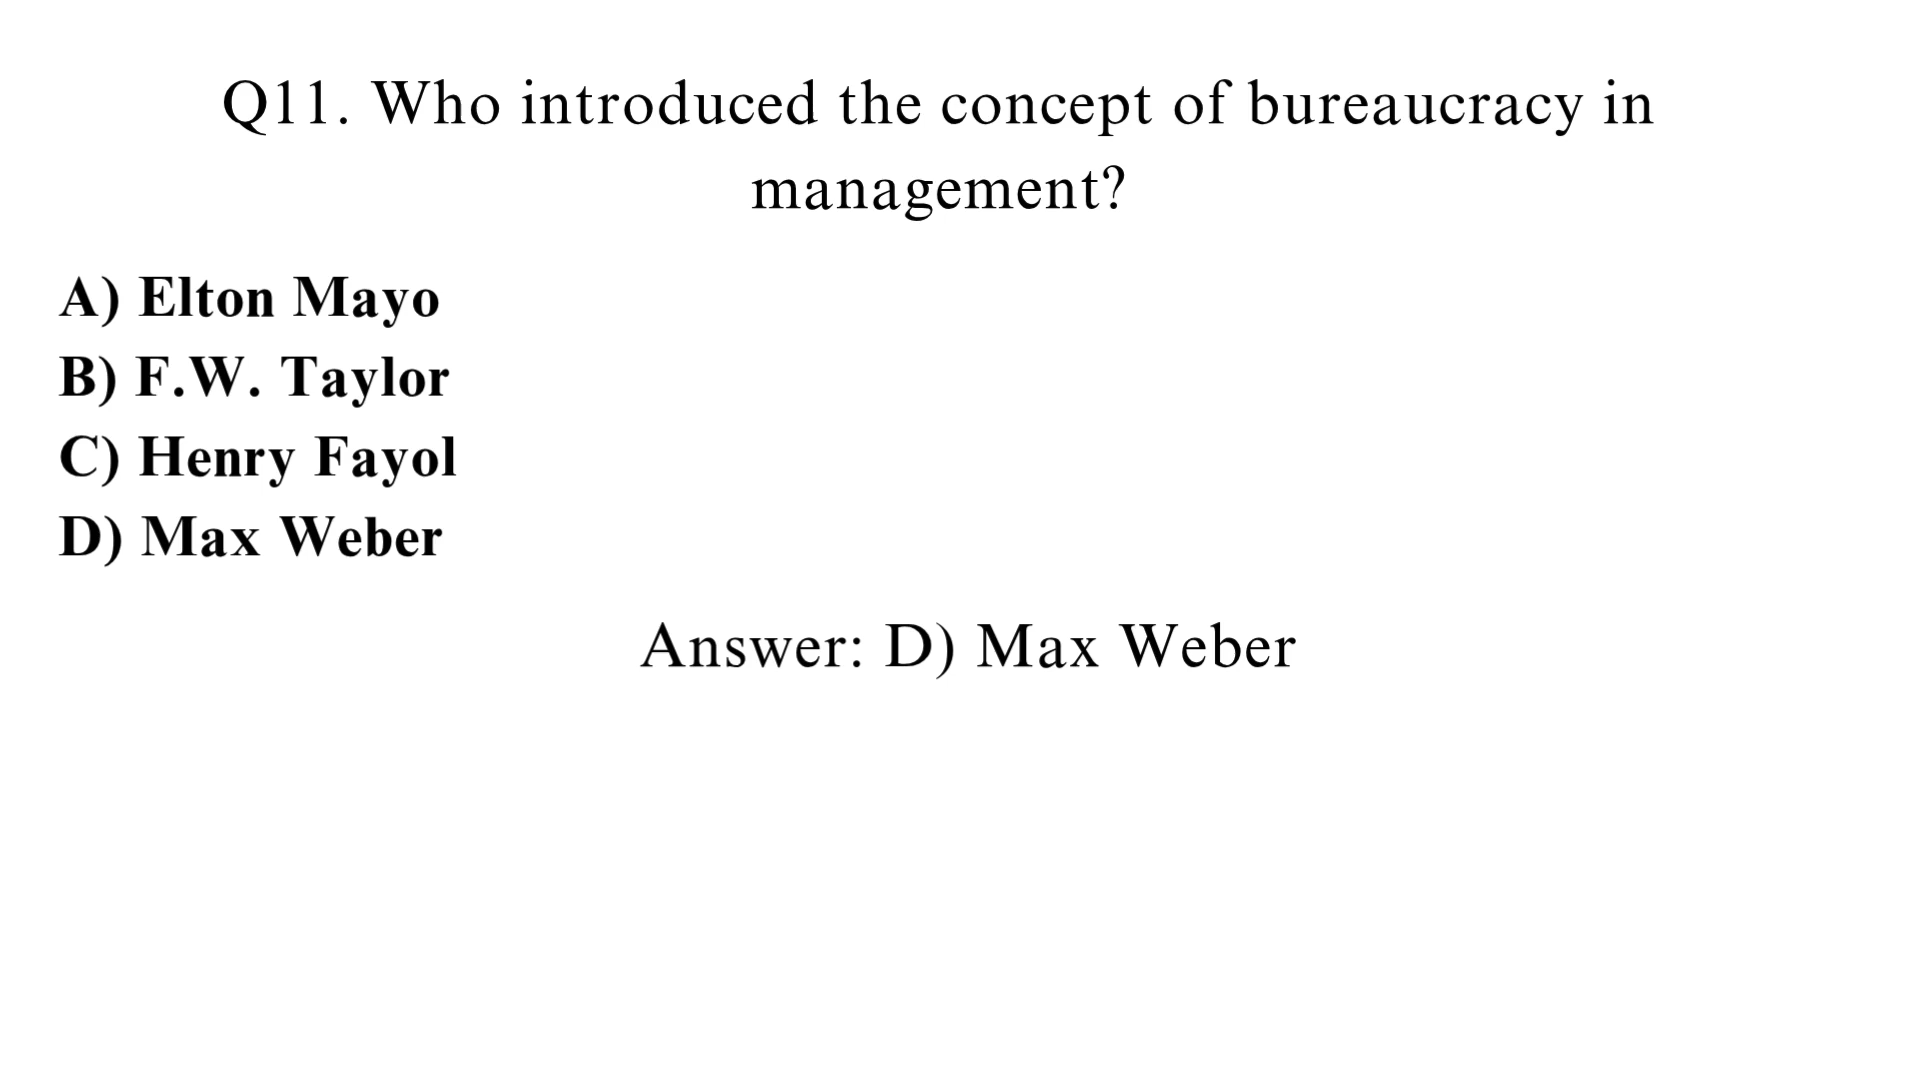 Q11. Who introduced the concept of bureaucracy in
management?
A) Elton Mayo
B) F.W. Taylor
C) Henry Fayol
D) Max Weber
Answer: D) Max Weber